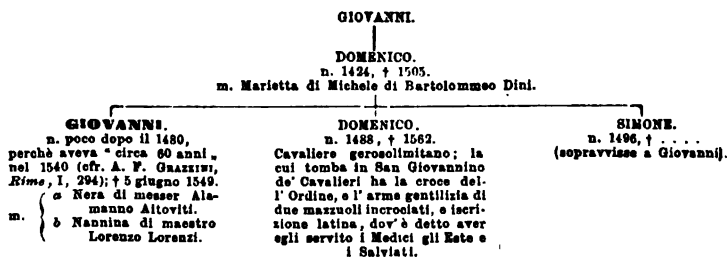 GIOVANNI.
DOMENICO.
n. 1424, † 1505.
m. Marietta di Michele di Bartolommeo Dini.
GIOVANNI.
n. poco dopo il 1480,
perchè aveva “ circa 60 anni „
nel 1540 (cfr. A. F. GRAZZINI,
Rime, I, 294); † 5 giugno 1549.
m.
a Nera di messer Ala-
manno Aitoviti.
b Nannina di maestro
Lorenzo Lorenzi.
DOMENICO.
n. 1488, † 1562.
Cavaliere gerosolimitano; la
cui tomba in San Giovannino
de' Cavalieri ha la croce del-
l' Ordine, e l' arme gentilizia di
due mazzuoli incrociati, e iscri-
zione latina, dov' è detto aver
egli servito i Medici gli Este e
i Salviati.
SIMONE.
n. 1496, † . . . .
(sopravvisse a Giovanni).